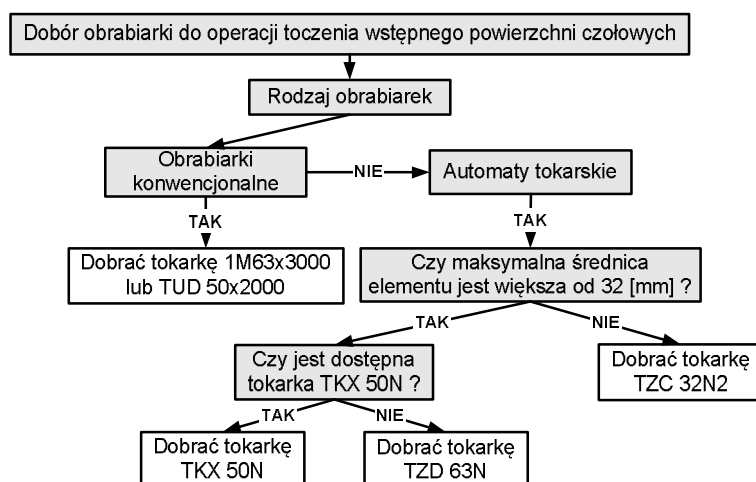 Dobór obrabiarki do operacji toczenia wstępnego powierzchni czołowych
Rodzaj obrabiarek
Obrabiarki
konwencjonalne
NIE
Automaty tokarskie
TAK
TAK
Dobrać tokarkę 1M63x3000
lub TUD 50x2000
Czy maksymalna średnica
elementu jest większa od 32 [mm] ?
TAK
NIE
Czy jest dostępna
tokarka TKX 50N ?
Dobrać tokarkę
TZC 32N2
TAK
NIE
Dobrać tokarkę
TKX 50N
Dobrać tokarkę
TZD 63N